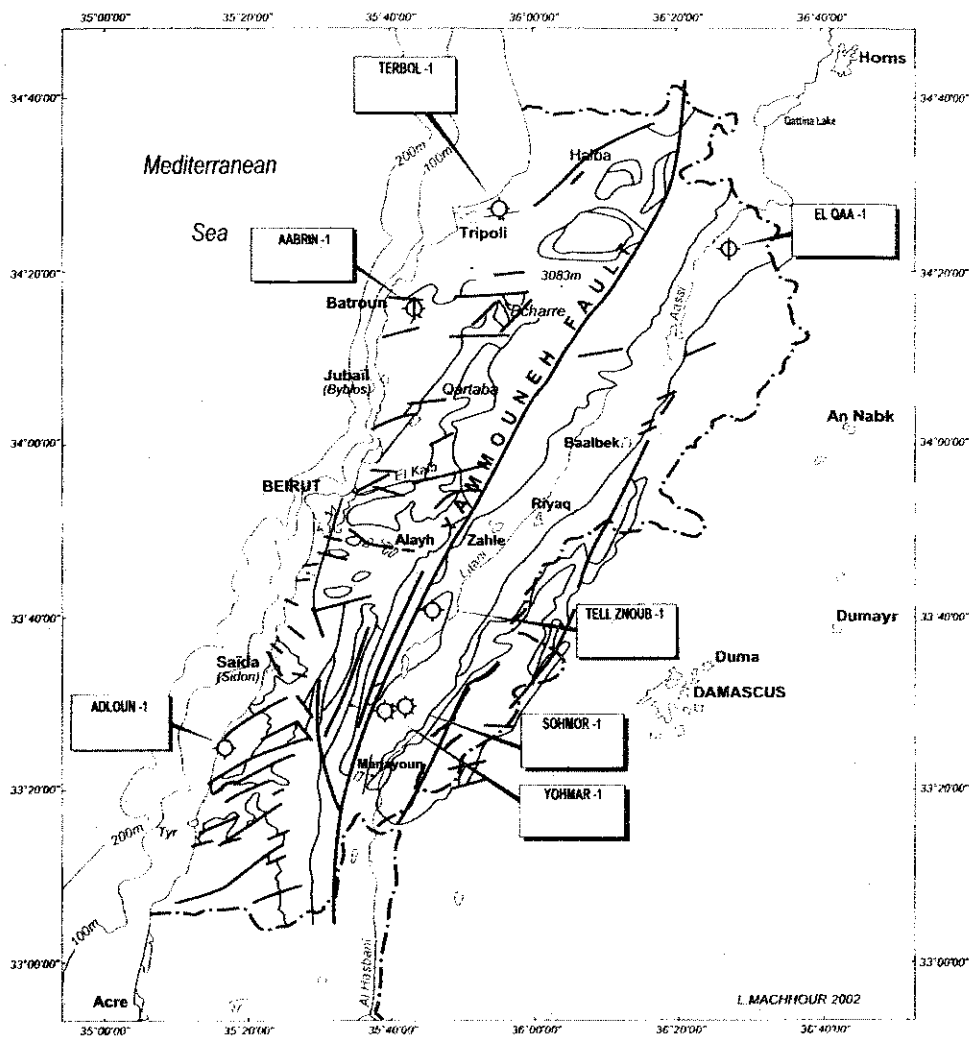 35°00'00"
35°20'00"
35°40'00"
36°00'00"
36°20'00"
36°40'00"
TERBOL -1
Homs
34°40'00"
34°40'00"
Qattina Lake
200m
100m
Halba
Mediterranean
Sea
EL QAA -1
AABRIN -1
Tripoli
34°20'00"
3083m
34°20'00"
Batroun
Bcharre
Aassi
Jubaïl
(Byblos)
Qartaba
YAMMOUNEH FAULT
An Nabk
34°00'00"
Baalbek
34°00'00"
El Kalb
BEIRUT
Riyaq
Alayh
Zahle
Litani
33°40'00"
TELL ZNOUB -1
Dumayr
33°40'00"
Saïda
(Sidon)
Duma
DAMASCUS
ADLOUN -1
SOHMOR -1
Marjayoun
33°20'00"
YOHMAR -1
33°20'00"
200m
Tyr
100m
33°00'00"
Al Hasbani
33°00'00"
Acre
L.MACHHOUR 2002
35°00'00"
35°20'00"
35°40'00"
36°00'00"
36°20'00"
36°40'00"